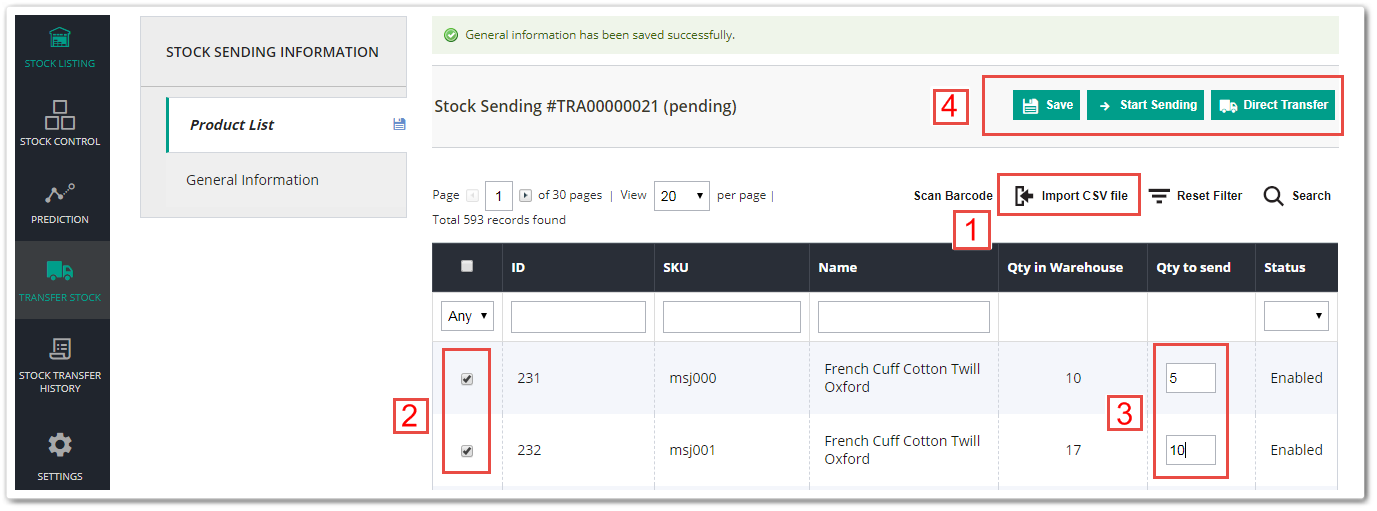 STOCK LISTING
STOCK CONTROL
PREDICTION
TRANSFER STOCK
STOCK TRANSFER
HISTORY
SETTINGS
STOCK SENDING INFORMATION
Product List
General Information
General information has been saved successfully.
Stock Sending #TRA00000021 (pending)
4
Save
Start Sending
Direct Transfer
Page 1 of 30 pages | View 20 per page |
Total 593 records found
Scan Barcode
Import CSV file
Reset Filter
Search
1
ID SKU Name Qty in Warehouse Qty to send Status
Any
2
231 msj000 French Cuff Cotton Twill
Oxford
10 5 Enabled
3
232 msj001 French Cuff Cotton Twill
Oxford
17 10 Enabled